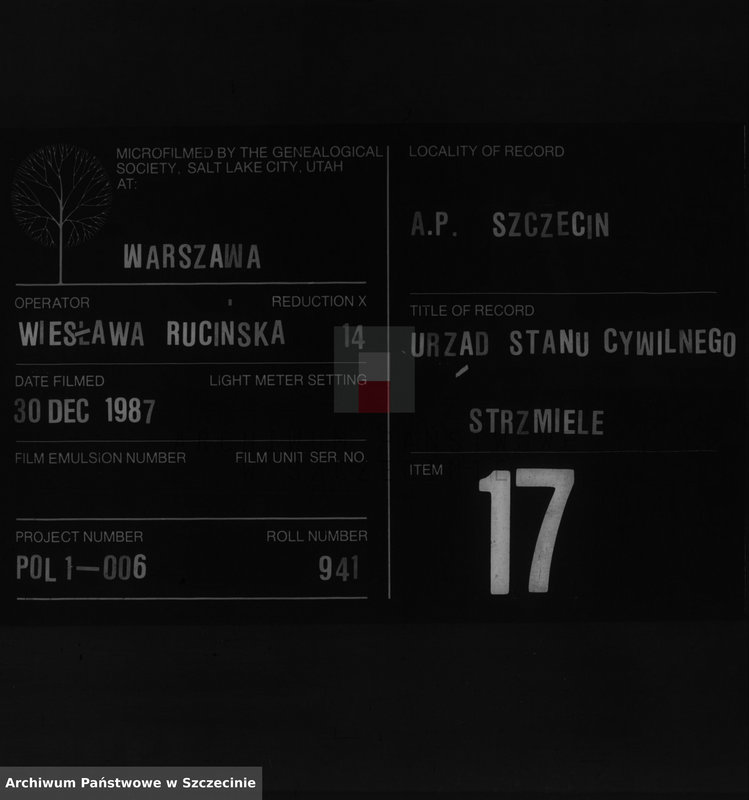 MICROFILMED BY THE GENEALOGICAL
SOCIETY, SALT LAKE CITY, UTAH
AT:
WARSZAWA
OPERATOR REDUCTION X
WIESŁAWA RUCINSKA 14
DATE FILMED LIGHT METER SETTING
30 DEC 1987
FILM EMULSION NUMBER FILM UNIT SER. NO.
PROJECT NUMBER ROLL NUMBER
POL 1—006 941
LOCALITY OF RECORD
A.P. SZCZECIN
TITLE OF RECORD
URZĄD STANU CYWILNEGO
STRZMIELE
ITEM
17
Archiwum Państwowe w Szczecinie